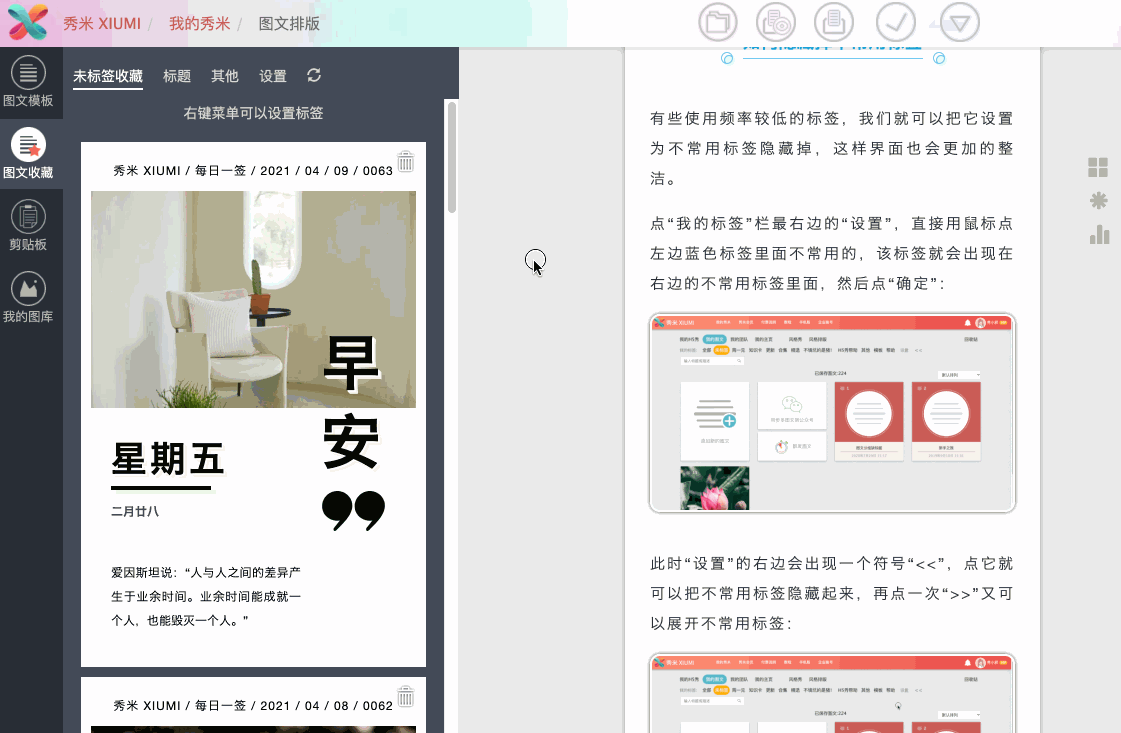 秀米 XIUMI / 我的秀米 / 图文排版
图文模板
图文收藏
剪贴板
我的图库
未标签收藏 标题 其他 设置
右键菜单可以设置标签
秀米 XIUMI / 每日一签 / 2021 / 04 / 09 / 0063
早
安
星期五
二月廿八
爱因斯坦说：“人与人之间的差异产
生于业余时间。业余时间能成就一
个人，也能毁灭一个人。”
秀米 XIUMI / 每日一签 / 2021 / 04 / 08 / 0062
有些使用频率较低的标签，我们就可以把它设置
为不常用标签隐藏掉，这样界面也会更加的整
洁。
点“我的标签”栏最右边的“设置”，直接用鼠标点
左边蓝色标签里面不常用的，该标签就会出现在
右边的不常用标签里面，然后点“确定”：
秀米 XIUMI
已保存图文:224
此时“设置”的右边会出现一个符号“<<”，点它就
可以把不常用标签隐藏起来，再点一次“>>”又可
以展开不常用标签：
秀米 XIUMI
已保存图文:224